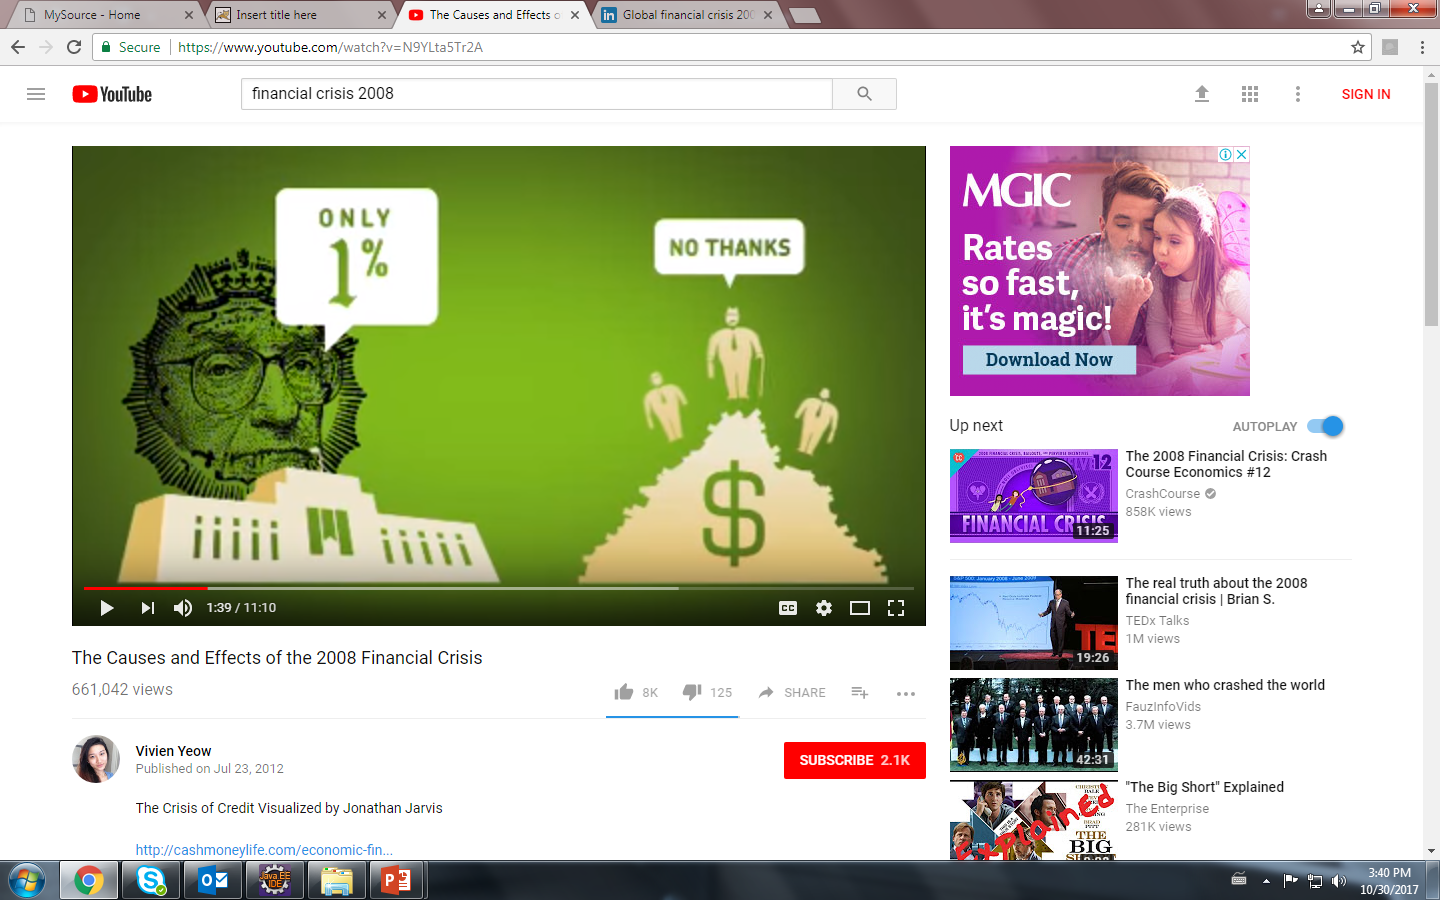 MySource - Home
Insert title here
The Causes and Effects o
Global financial crisis 200
Secure
https://www.youtube.com/watch?v=N9YLta5Tr2A
YouTube
financial crisis 2008
SIGN IN
ONLY
1%
NO THANKS
$
1:39 / 11:10
CC
The Causes and Effects of the 2008 Financial Crisis
661,042 views
8K
125
SHARE
Vivien Yeow
Published on Jul 23, 2012
SUBSCRIBE 2.1K
The Crisis of Credit Visualized by Jonathan Jarvis
http://cashmoneylife.com/economic-fin...
MGIC
Rates
so fast,
it's magic!
Download Now
Up next
AUTOPLAY
12
FINANCIAL CRISIS
11:25
The 2008 Financial Crisis: Crash
Course Economics #12
CrashCourse
858K views
TED
19:26
The real truth about the 2008
financial crisis | Brian S.
TEDx Talks
1M views
42:31
The men who crashed the world
FauzInfoVids
3.7M views
Explained
THE
BIG
"The Big Short" Explained
The Enterprise
281K views
Java EE
IDE
3:40 PM
10/30/2017